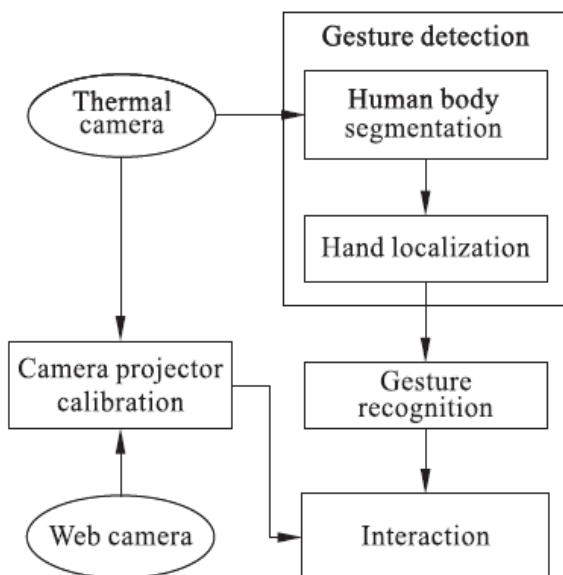 Gesture detection
Thermal
camera
Human body
segmentation
Hand localization
Camera projector
calibration
Gesture
recognition
Web camera
Interaction